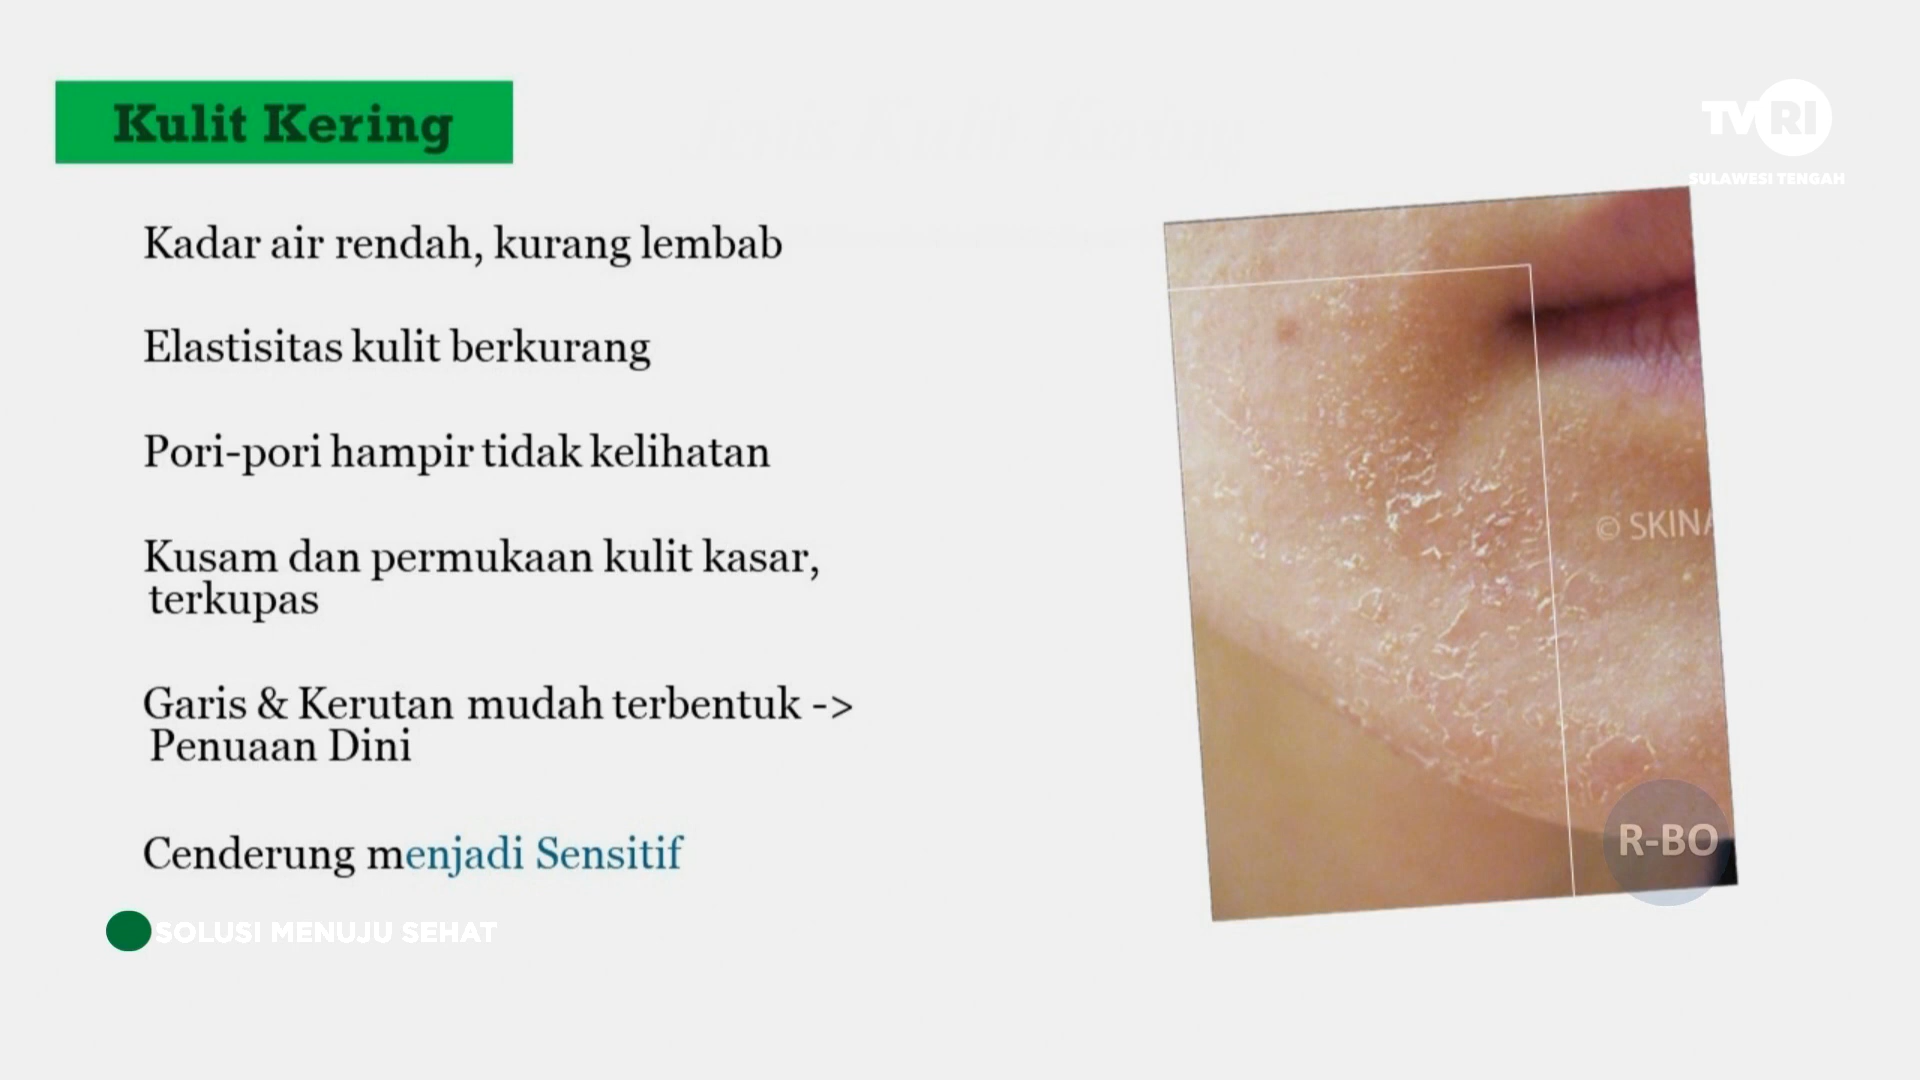 Kulit Kering
TVRI
SULAWESI TENGAH
Kadar air rendah, kurang lembab
Elastisitas kulit berkurang
Pori-pori hampir tidak kelihatan
Kusam dan permukaan kulit kasar,
terkupas
Garis & Kerutan mudah terbentuk ->
Penuaan Dini
Cenderung menjadi Sensitif
© SKINA
R-BO
SOLUSI MENUJU SEHAT